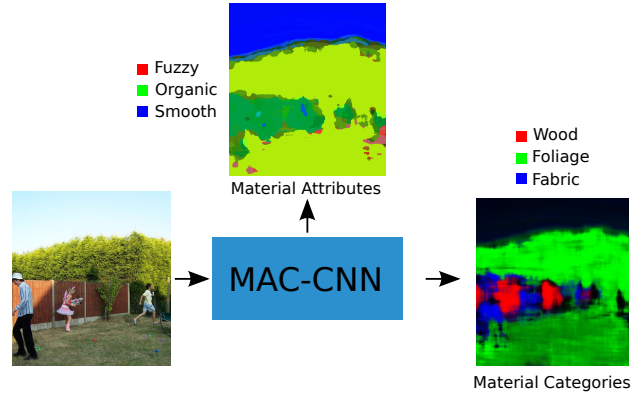 Fuzzy
Organic
Smooth
Material Attributes
Wood
Foliage
Fabric
MAC-CNN
Material Categories